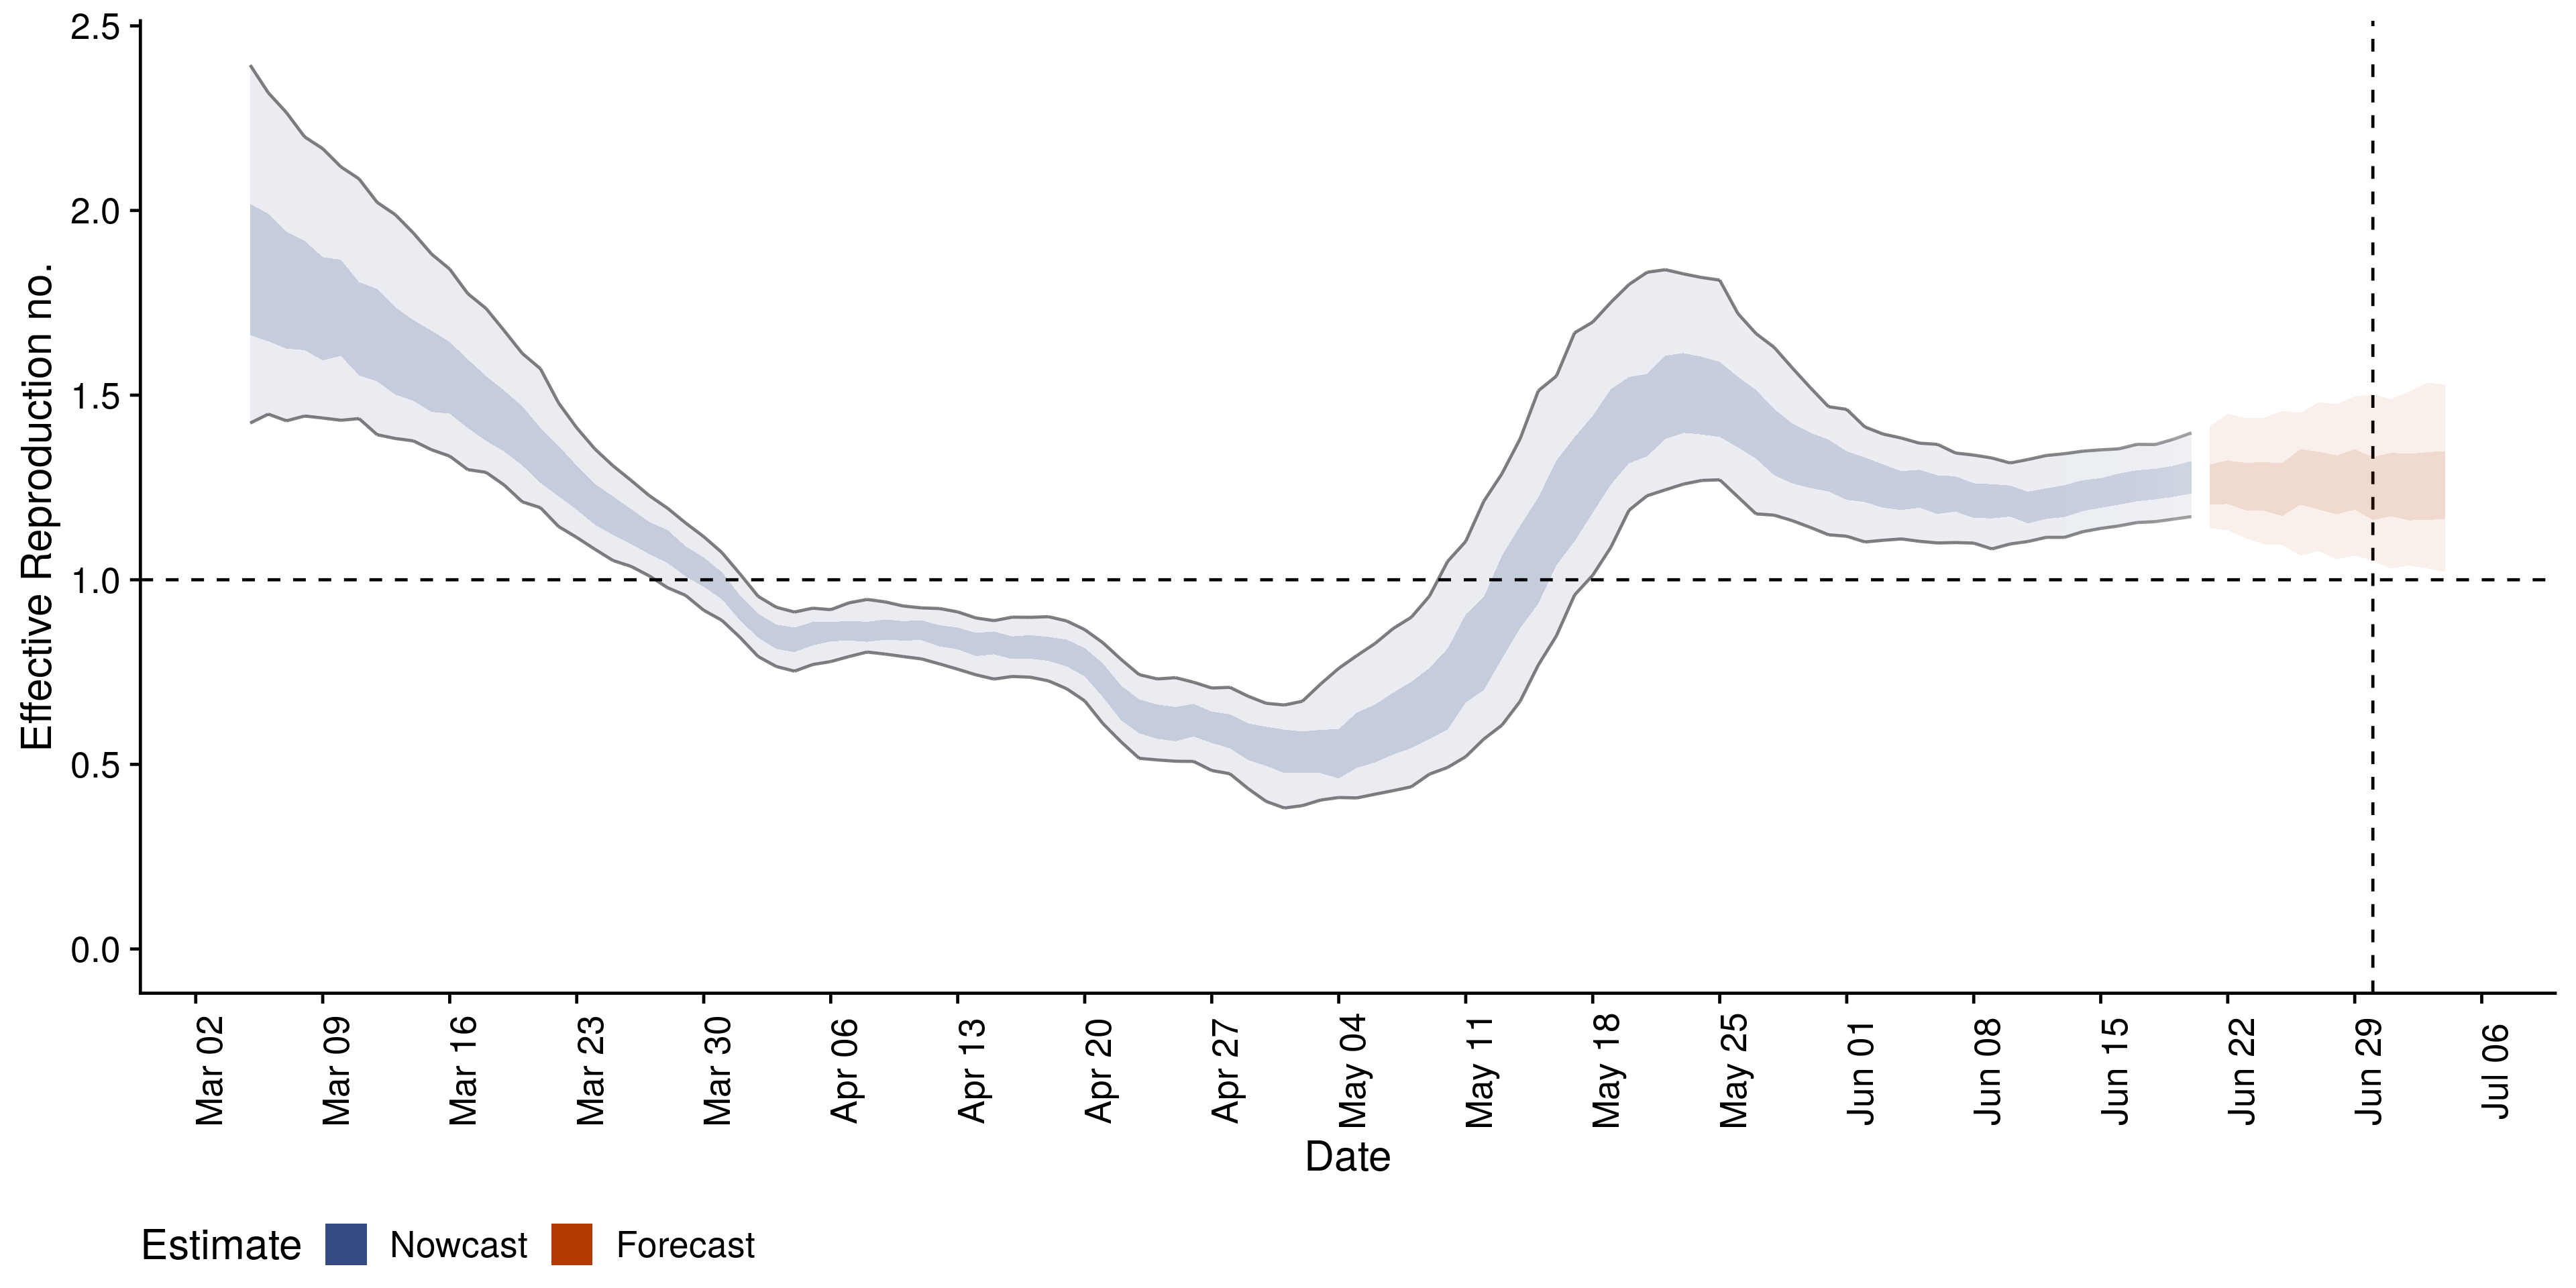 Effective Reproduction no.
2.5
2.0
1.5
1.0
0.5
0.0
Mar 02
Mar 09
Mar 16
Mar 23
Mar 30
Apr 06
Apr 13
Apr 20
Apr 27
May 04
May 11
May 18
May 25
Jun 01
Jun 08
Jun 15
Jun 22
Jun 29
Jul 06
Date
Estimate Nowcast Forecast